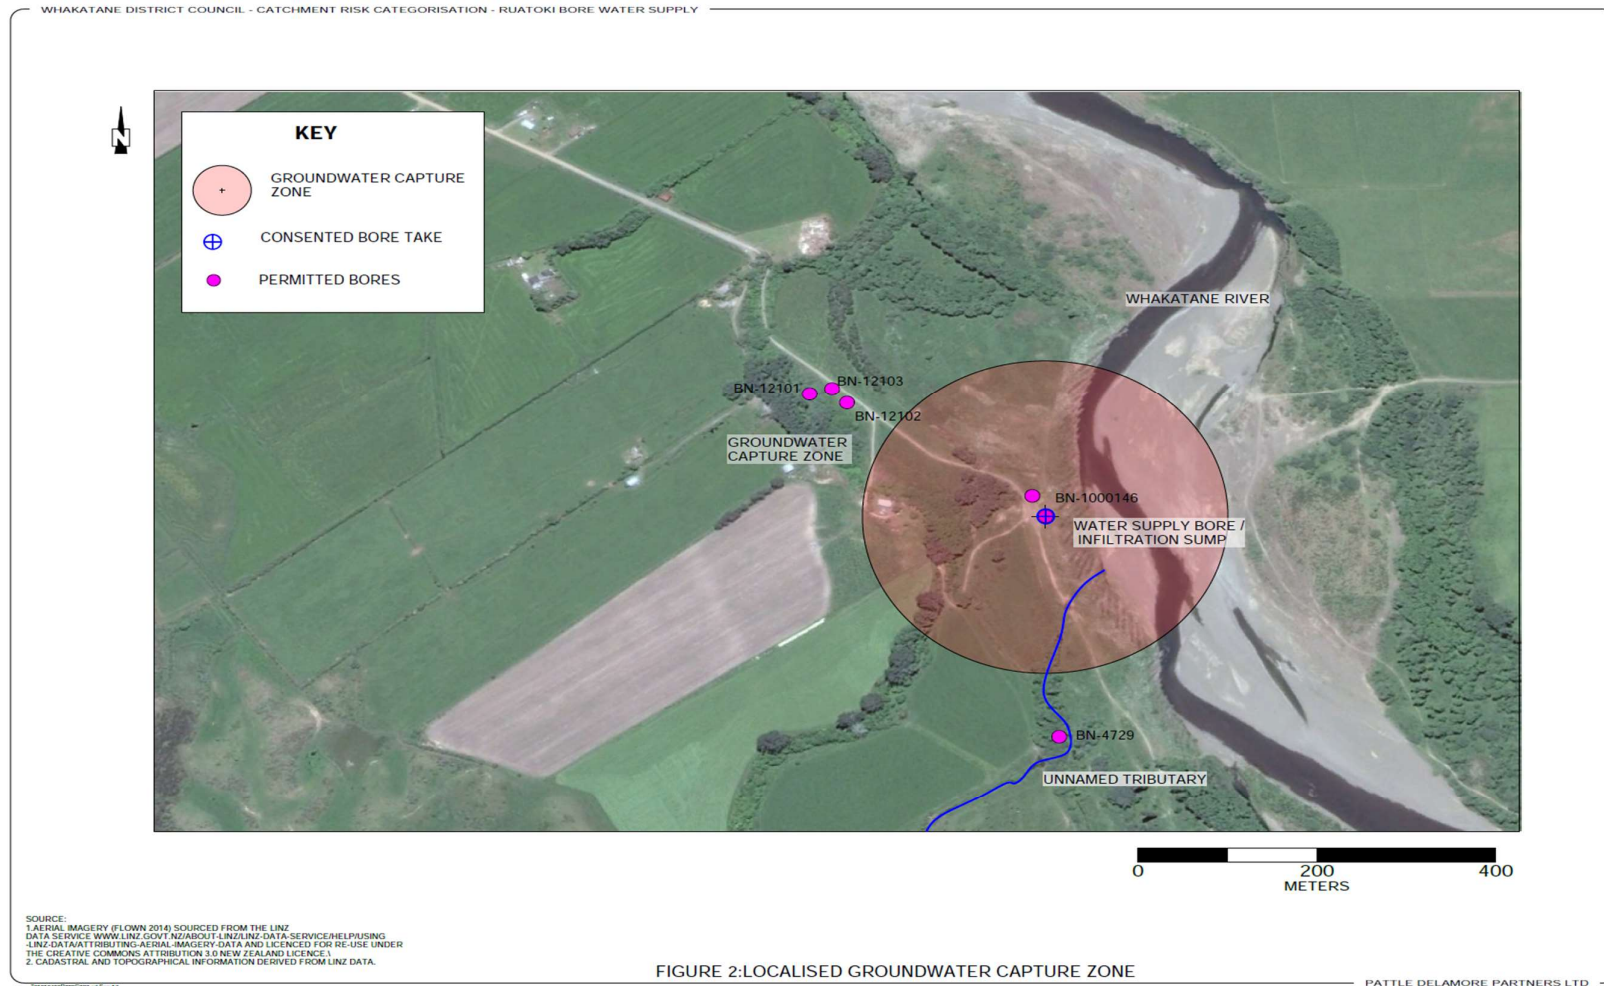 WHAKATANE DISTRICT COUNCIL - CATCHMENT RISK CATEGORISATION - RUATOKI BORE WATER SUPPLY
N
KEY
GROUNDWATER CAPTURE
ZONE
CONSENTED BORE TAKE
PERMITTED BORES
WHAKATANE RIVER
BN-12101
BN-12103
BN-12102
GROUNDWATER
CAPTURE ZONE
BN-1000146
WATER SUPPLY BORE /
INFILTRATION SUMP
BN-4729
UNNAMED TRIBUTARY
0 200 400
METERS
SOURCE:
1.AERIAL IMAGERY (FLOWN 2014) SOURCED FROM THE LINZ
DATA SERVICE WWW.LINZ.GOVT.NZ/ABOUT-LINZ/LINZ-DATA-SERVICE/HELP/USING
-LINZ-DATA/ATTRIBUTING-AERIAL-IMAGERY-DATA AND LICENCED FOR RE-USE UNDER
THE CREATIVE COMMONS ATTRIBUTION 3.0 NEW ZEALAND LICENCE.\
2. CADASTRAL AND TOPOGRAPHICAL INFORMATION DERIVED FROM LINZ DATA.
FIGURE 2:LOCALISED GROUNDWATER CAPTURE ZONE
PATTLE DELAMORE PARTNERS LTD